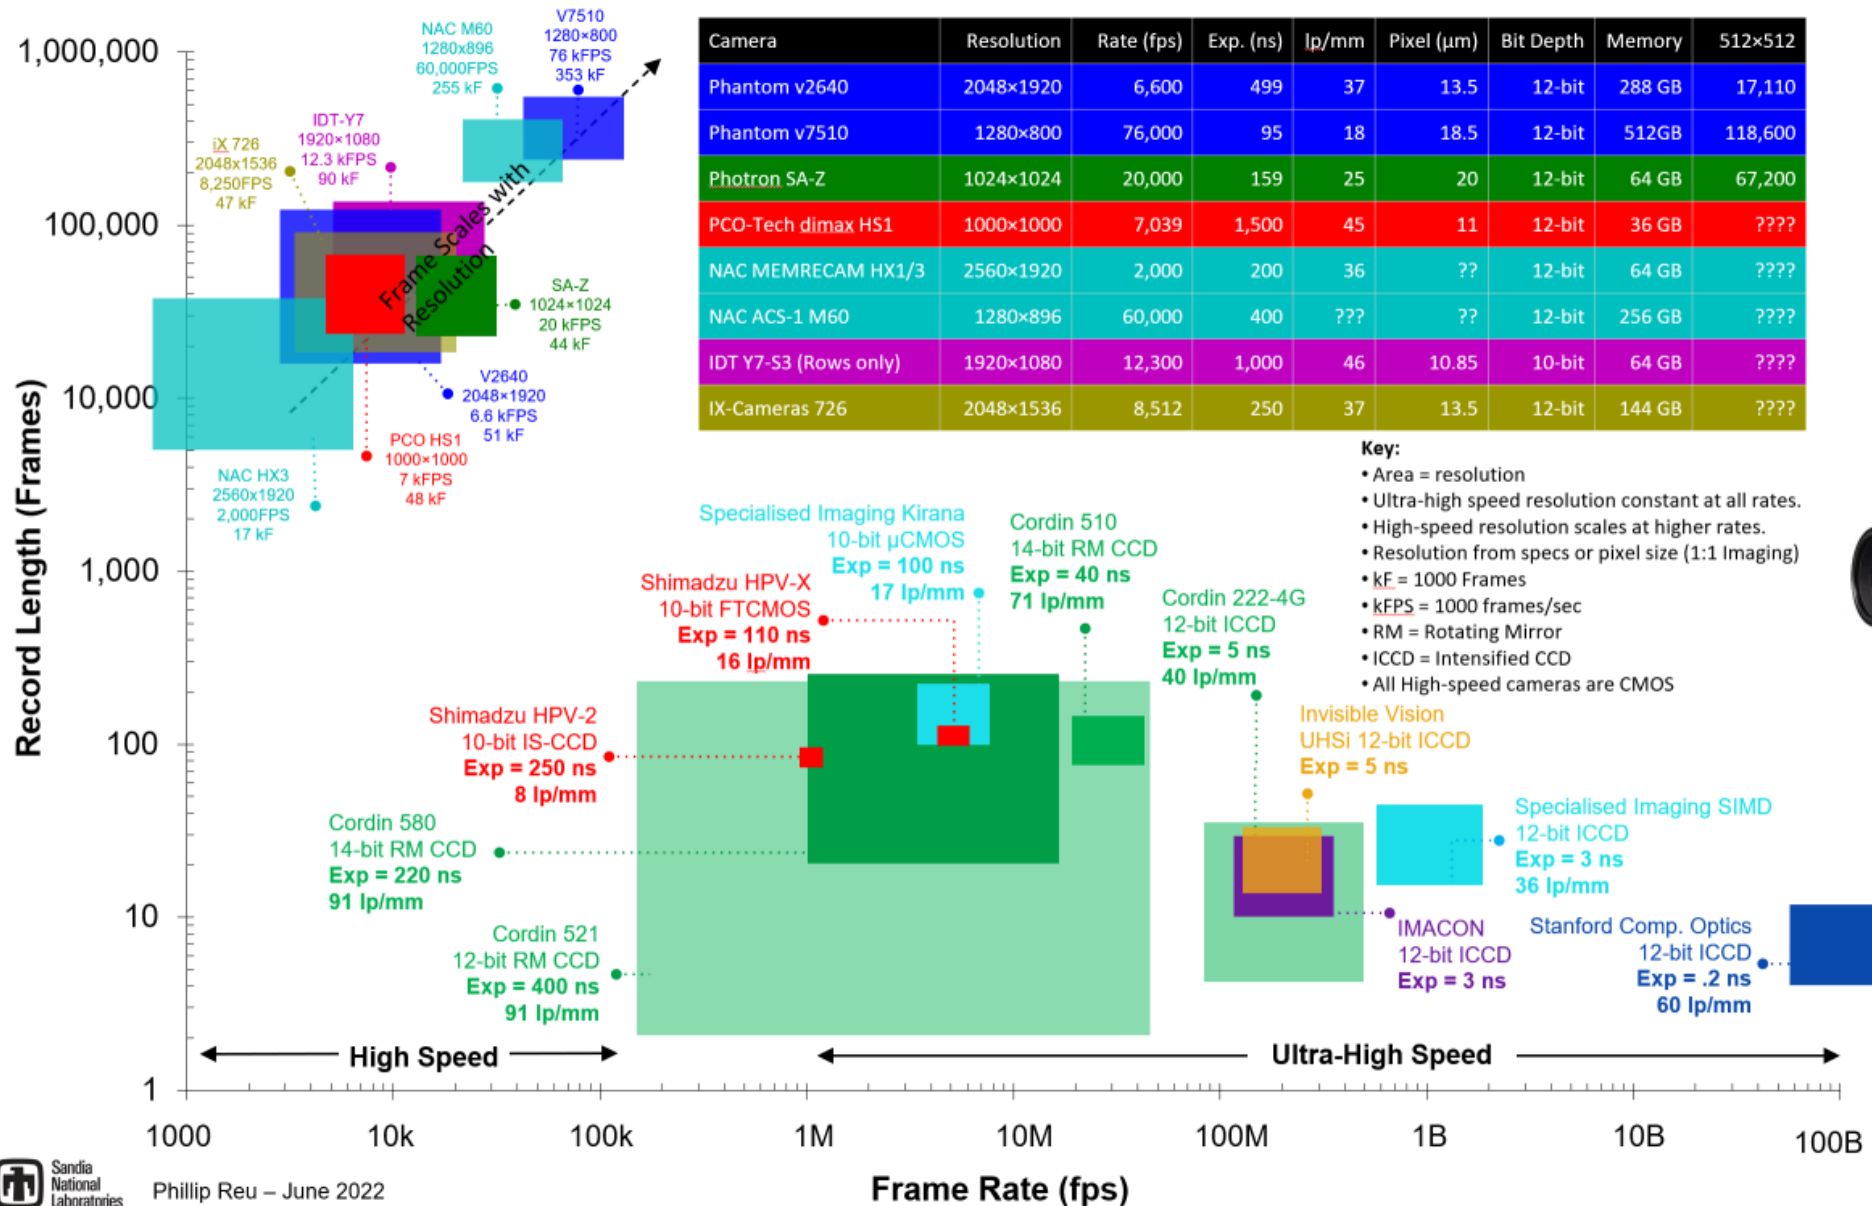 Camera Resolution Rate (fps) Exp. (ns) lp/mm Pixel (µm) Bit Depth Memory 512×512
Phantom v2640 2048×1920 6,600 499 37 13.5 12-bit 288 GB 17,110
Phantom v7510 1280×800 76,000 95 18 18.5 12-bit 512GB 118,600
Photron SA-Z 1024×1024 20,000 159 25 20 12-bit 64 GB 67,200
PCO-Tech dimax HS1 1000×1000 7,039 1,500 45 11 12-bit 36 GB ????
NAC MEMRECAM HX1/3 2560×1920 2,000 200 36 ?? 12-bit 64 GB ????
NAC ACS-1 M60 1280×896 60,000 400 ??? ?? 12-bit 256 GB ????
IDT Y7-S3 (Rows only) 1920×1080 12,300 1,000 46 10.85 10-bit 64 GB ????
IX-Cameras 726 2048×1536 8,512 250 37 13.5 12-bit 144 GB ????
Key:
• Area = resolution
• Ultra-high speed resolution constant at all rates.
• High-speed resolution scales at higher rates.
• Resolution from specs or pixel size (1:1 Imaging)
• kF = 1000 Frames
• kFPS = 1000 frames/sec
• RM = Rotating Mirror
• ICCD = Intensified CCD
• All High-speed cameras are CMOS
Record Length (Frames)
1,000,000
100,000
10,000
1,000
100
10
1
V7510
1280×800
76 kFPS
353 kF
NAC M60
1280x896
60,000FPS
255 kF
IDT-Y7
1920×1080
12.3 kFPS
90 kF
iX 726
2048x1536
8,250FPS
47 kF
Frame Scales with
Resolution
SA-Z
1024×1024
20 kFPS
44 kF
V2640
2048×1920
6.6 kFPS
51 kF
PCO HS1
1000×1000
7 kFPS
48 kF
NAC HX3
2560x1920
2,000FPS
17 kF
Specialised Imaging Kirana
10-bit µCMOS
Exp = 100 ns
17 lp/mm
Cordin 510
14-bit RM CCD
Exp = 40 ns
71 lp/mm
Shimadzu HPV-X
10-bit FTCMOS
Exp = 110 ns
16 lp/mm
Cordin 222-4G
12-bit ICCD
Exp = 5 ns
40 lp/mm
Shimadzu HPV-2
10-bit IS-CCD
Exp = 250 ns
8 lp/mm
Invisible Vision
UHSi 12-bit ICCD
Exp = 5 ns
Cordin 580
14-bit RM CCD
Exp = 220 ns
91 lp/mm
Specialised Imaging SIMD
12-bit ICCD
Exp = 3 ns
36 lp/mm
Cordin 521
12-bit RM CCD
Exp = 400 ns
91 lp/mm
IMACON
12-bit ICCD
Exp = 3 ns
Stanford Comp. Optics
12-bit ICCD
Exp = .2 ns
60 lp/mm
High Speed
Ultra-High Speed
1000 10k 100k 1M 10M 100M 1B 10B 100B
Frame Rate (fps)
Sandia
National
Laboratories
Phillip Reu – June 2022